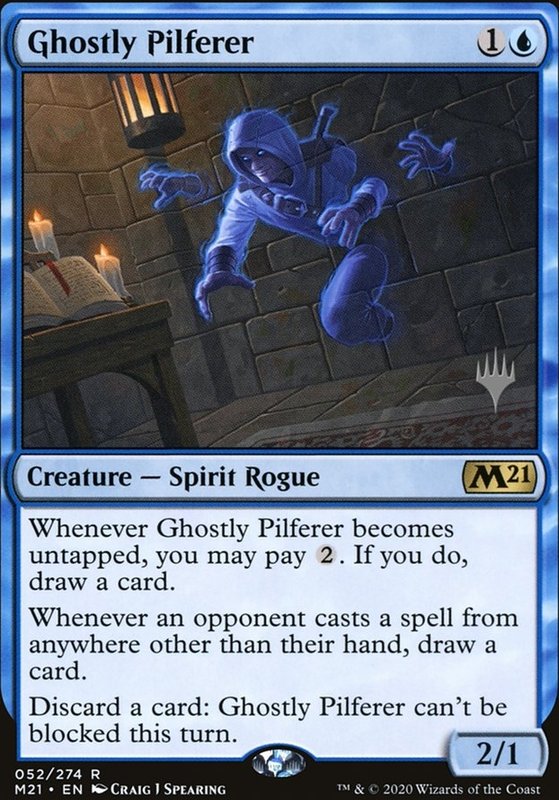 Ghostly Pilferer 1
Creature — Spirit Rogue M21
Whenever Ghostly Pilferer becomes
untapped, you may pay 2. If you do,
draw a card.
Whenever an opponent casts a spell from
anywhere other than their hand, draw a
card.
Discard a card: Ghostly Pilferer can't be
blocked this turn.
2/1
052/274 R
M21 • EN Craig J Spearing ™ & © 2020 Wizards of the Coast